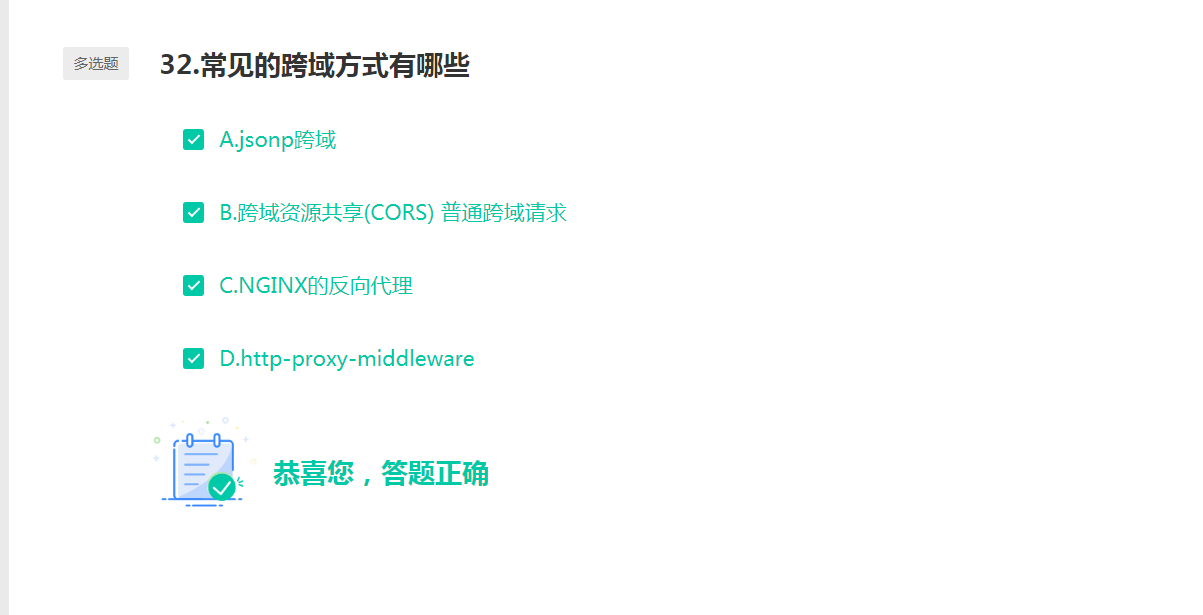 多选题
32.常见的跨域方式有哪些
A.jsonp跨域
B.跨域资源共享(CORS) 普通跨域请求
C.NGINX的反向代理
D.http-proxy-middleware
恭喜您，答题正确